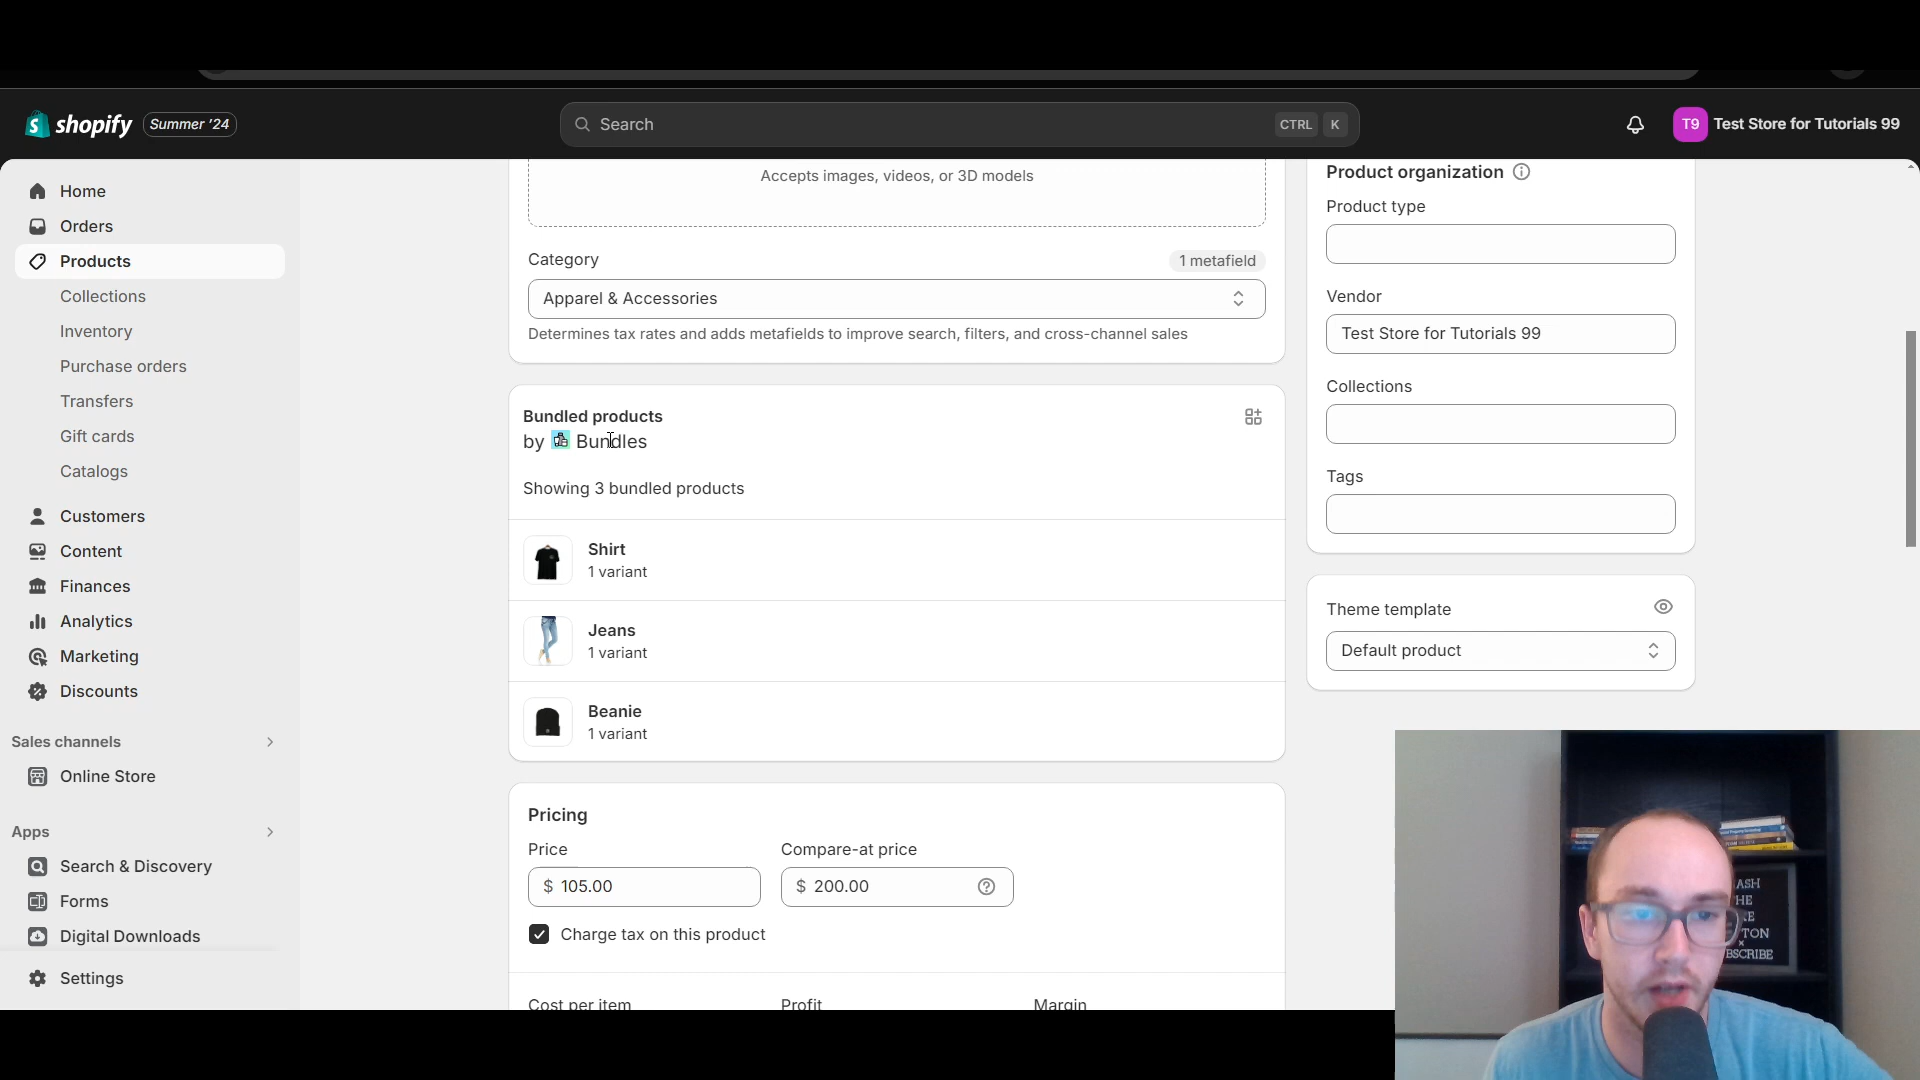 shopify Summer '24
Search CTRL K
T9 Test Store for Tutorials 99
Home
Orders
Products
Collections
Inventory
Purchase orders
Transfers
Gift cards
Catalogs
Customers
Content
Finances
Analytics
Marketing
Discounts
Sales channels
Online Store
Apps
Search & Discovery
Forms
Digital Downloads
Settings
Accepts images, videos, or 3D models
Category 1 metafield
Apparel & Accessories
Determines tax rates and adds metafields to improve search, filters, and cross-channel sales
Bundled products
by Bundles
Showing 3 bundled products
Shirt
1 variant
Jeans
1 variant
Beanie
1 variant
Pricing
Price Compare-at price
$ 105.00 $ 200.00
Charge tax on this product
Cost per item Profit Margin
Product organization
Product type
Vendor
Test Store for Tutorials 99
Collections
Tags
Theme template
Default product